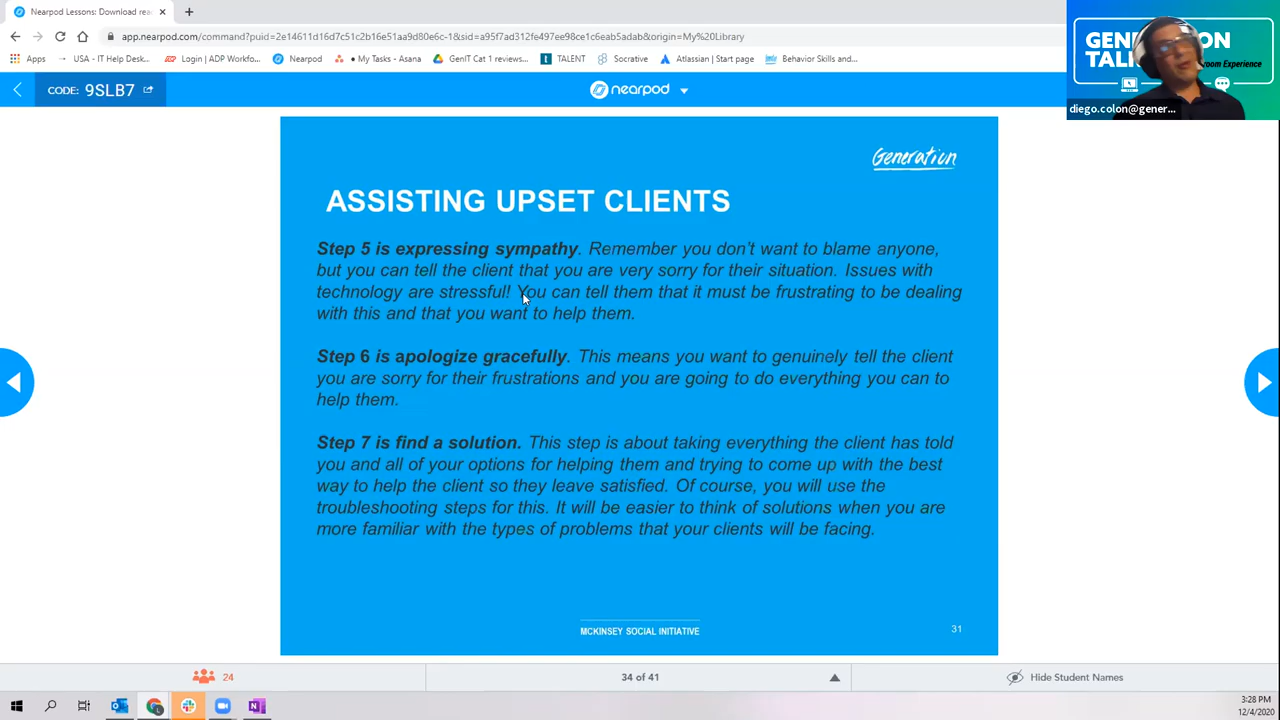 Nearpod Lessons: Download rea
app.nearpod.com/command?puid=2e14611d16d7c51c2b16e51aa9d80e6c-1&sid=a95f7ad312fe497ee98ce1c6eab5adab&origin=My%20Library
Apps USA - IT Help Desk... Login | ADP Workfo... Nearpod • My Tasks - Asana GenIT Cat 1 reviews... TALENT Socrative Atlassian | Start page Behavior Skills and...
diego.colon@gener...
CODE: 9SLB7
nearpod
Generation
ASSISTING UPSET CLIENTS
Step 5 is expressing sympathy. Remember you don't want to blame anyone,
but you can tell the client that you are very sorry for their situation. Issues with
technology are stressful! You can tell them that it must be frustrating to be dealing
with this and that you want to help them.
Step 6 is apologize gracefully. This means you want to genuinely tell the client
you are sorry for their frustrations and you are going to do everything you can to
help them.
Step 7 is find a solution. This step is about taking everything the client has told
you and all of your options for helping them and trying to come up with the best
way to help the client so they leave satisfied. Of course, you will use the
troubleshooting steps for this. It will be easier to think of solutions when you are
more familiar with the types of problems that your clients will be facing.
MCKINSEY SOCIAL INITIATIVE
31
24
34 of 41
Hide Student Names
3:28 PM
12/4/2020